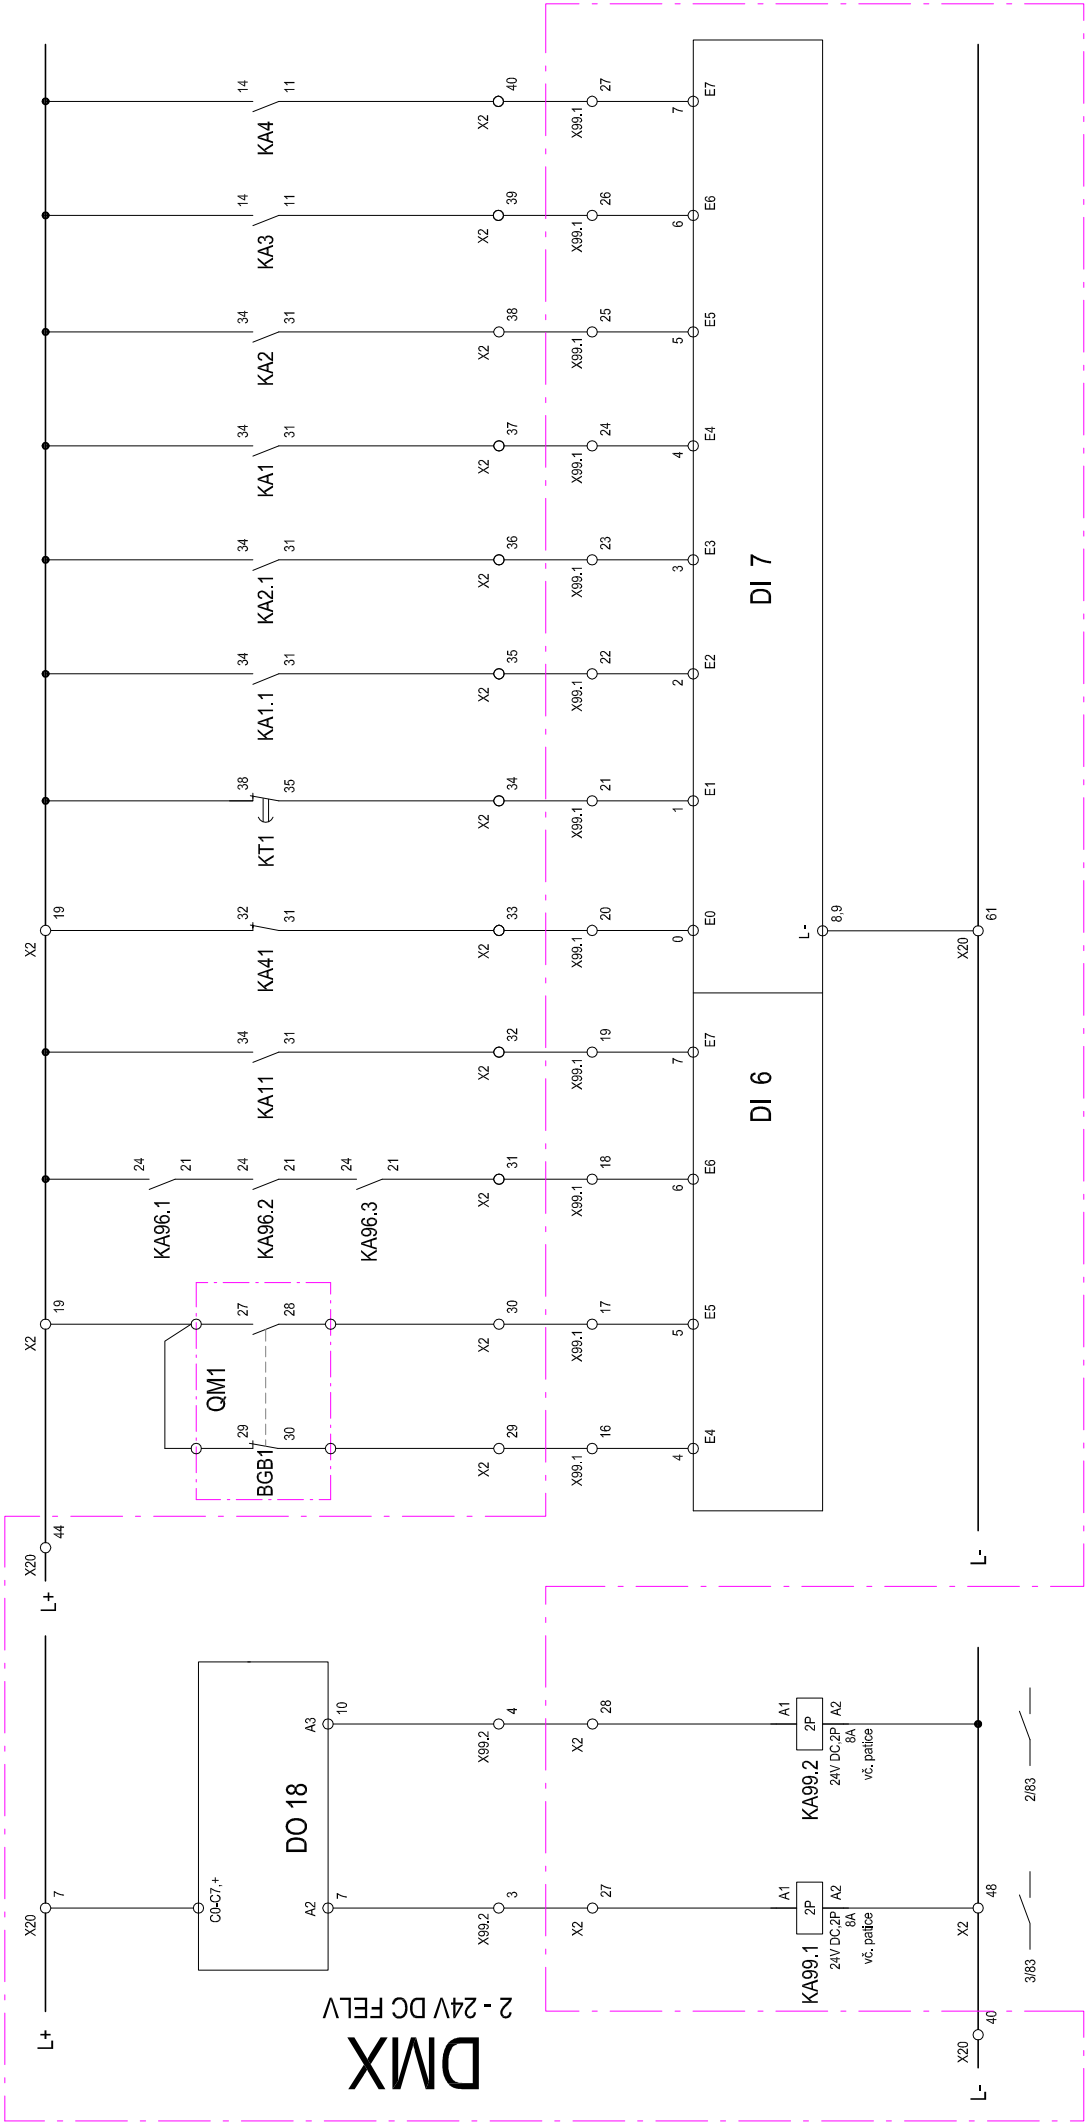 DMX
2 - 24V DC FELV
L+
X20
7
C0-C7,+
DO 18
A2
7
A3
10
X99.2
3
X99.2
4
X2
27
X2
28
KA99.1
A1
2P
A2
24V DC,2P
8A
vč. patice
KA99.2
A1
2P
A2
24V DC,2P
8A
vč. patice
L-
X20
40
X2
48
3/83
2/83
L+
X20
44
BGB1
QM1
29
30
X2
29
X99.1
16
4
E4
X2
19
27
28
X2
30
X99.1
17
5
E5
KA96.1
24
21
KA96.2
24
21
KA96.3
24
21
X2
31
X99.1
18
6
E6
KA11
34
31
X2
32
X99.1
19
7
E7
DI 6
X2
19
KA41
32
31
X2
33
X99.1
20
0
E0
KT1
38
35
X2
34
X99.1
21
1
E1
KA1.1
34
31
X2
35
X99.1
22
2
E2
KA2.1
34
31
X2
36
X99.1
23
3
E3
KA1
34
31
X2
37
X99.1
24
4
E4
KA2
34
31
X2
38
X99.1
25
5
E5
KA3
14
11
X2
39
X99.1
26
6
E6
KA4
14
11
X2
40
X99.1
27
7
E7
DI 7
L-
8,9
X20
61
L-